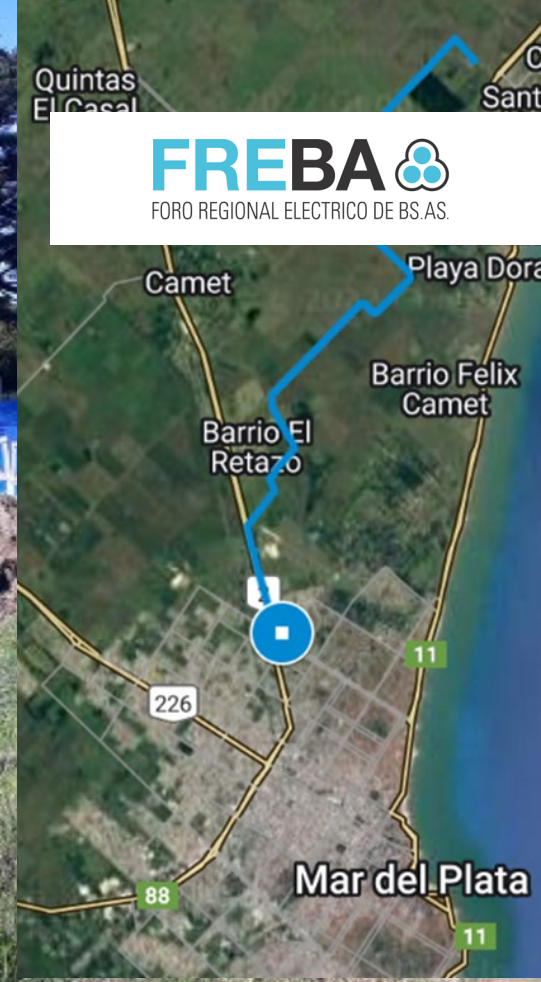 Quintas
El Casal
Sant
FREBA
FORO REGIONAL ELECTRICO DE BS.AS.
Camet
Playa Dora
Barrio Felix
Camet
Barrio El
Retazo
11
226
Mar del Plata
88
11